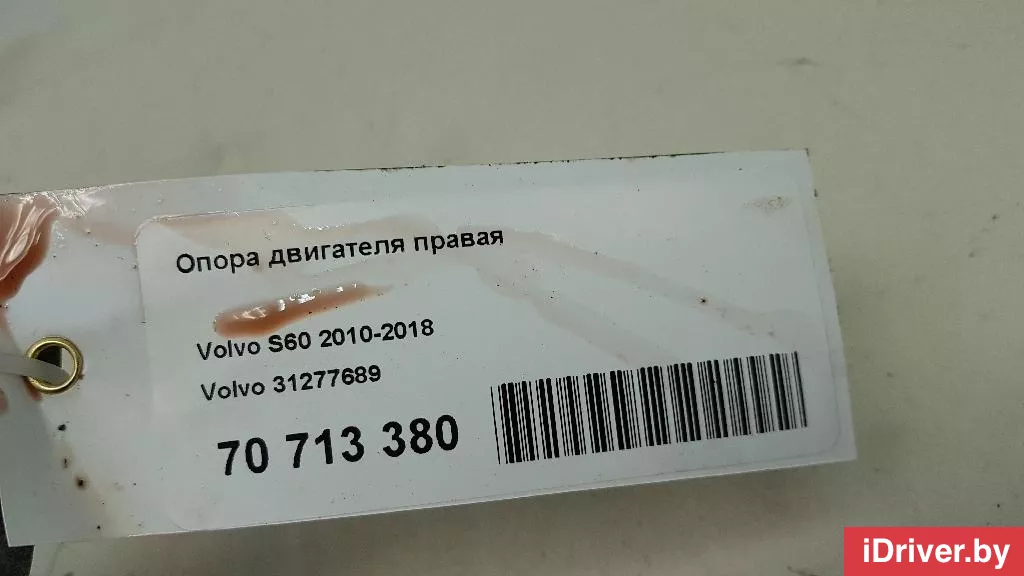 Опора двигателя правая
Volvo S60 2010-2018
Volvo 31277689
70 713 380
iDriver.by